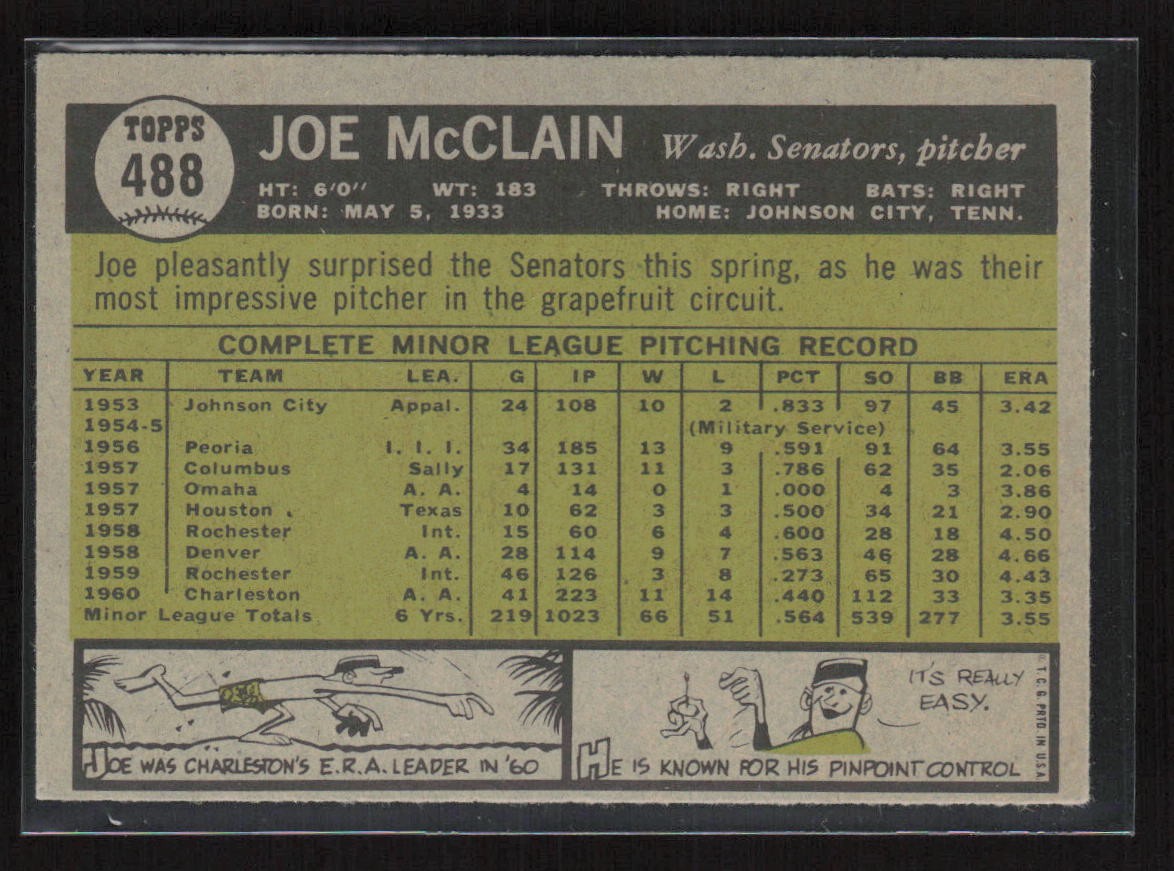 TOPPS
488
JOE McCLAIN Wash. Senators, pitcher
HT: 6'0" WT: 183 THROWS: RIGHT BATS: RIGHT
BORN: MAY 5, 1933 HOME: JOHNSON CITY, TENN.
Joe pleasantly surprised the Senators this spring, as he was their
most impressive pitcher in the grapefruit circuit.
COMPLETE MINOR LEAGUE PITCHING RECORD
YEAR TEAM LEA. G IP W L PCT SO BB ERA
1953 Johnson City Appal. 24 108 10 2 .833 97 45 3.42
1954-5 (Military Service)
1956 Peoria I. I. I. 34 185 13 9 .591 91 64 3.55
1957 Columbus Sally 17 131 11 3 .786 62 35 2.06
1957 Omaha A. A. 4 14 0 1 .000 4 3 3.86
1957 Houston Texas 10 62 3 3 .500 34 21 2.90
1958 Rochester Int. 15 60 6 4 .600 28 18 4.50
1958 Denver A. A. 28 114 9 7 .563 46 28 4.66
1959 Rochester Int. 46 126 3 8 .273 65 30 4.43
1960 Charleston A. A. 41 223 11 14 .440 112 33 3.35
Minor League Totals 6 Yrs. 219 1023 66 51 .564 539 277 3.55
JOE WAS CHARLESTON'S E.R.A. LEADER IN '60
IT'S REALLY
EASY.
HE IS KNOWN FOR HIS PINPOINT CONTROL
© T. C. G. PRTD. IN U.S.A.